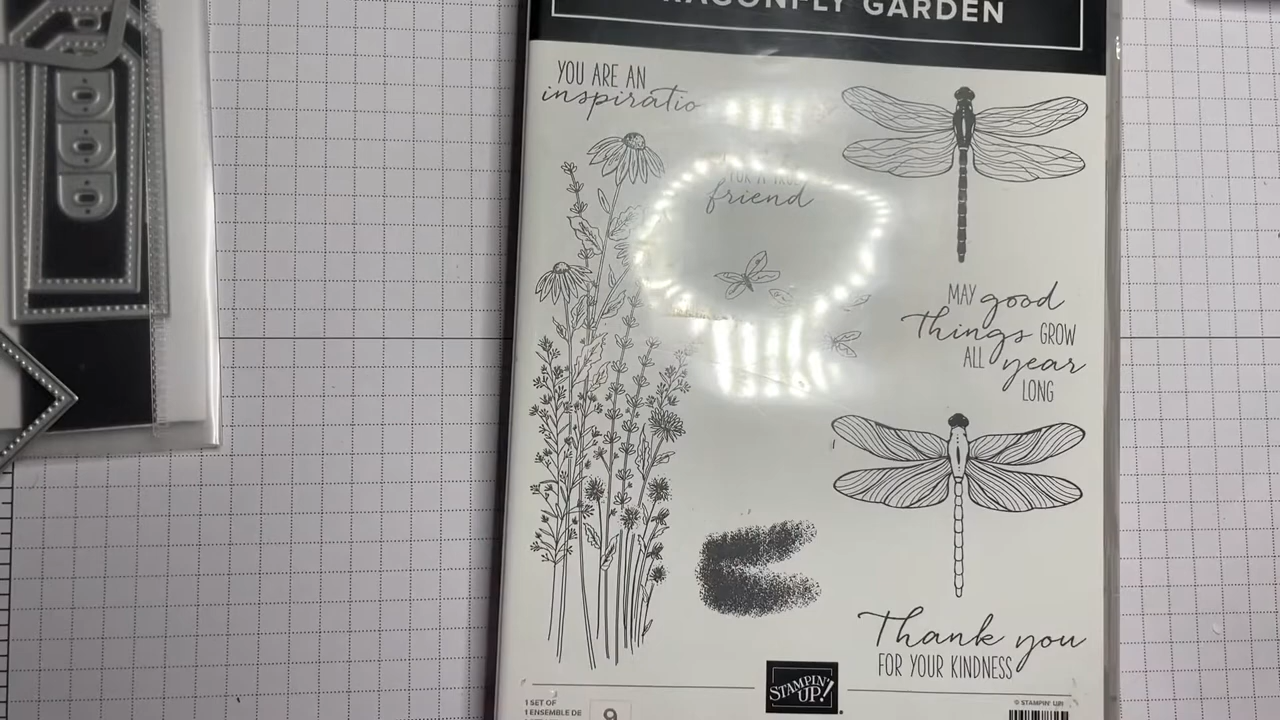 GARDEN
YOU ARE AN
inspiratio
friend
MAY good
Things GROW
ALL year
LONG
Thank you
FOR YOUR KINDNESS
STAMPIN'
UP!
© STAMPIN' UP!
1 SET OF
1 ENSEMBLE DE
9